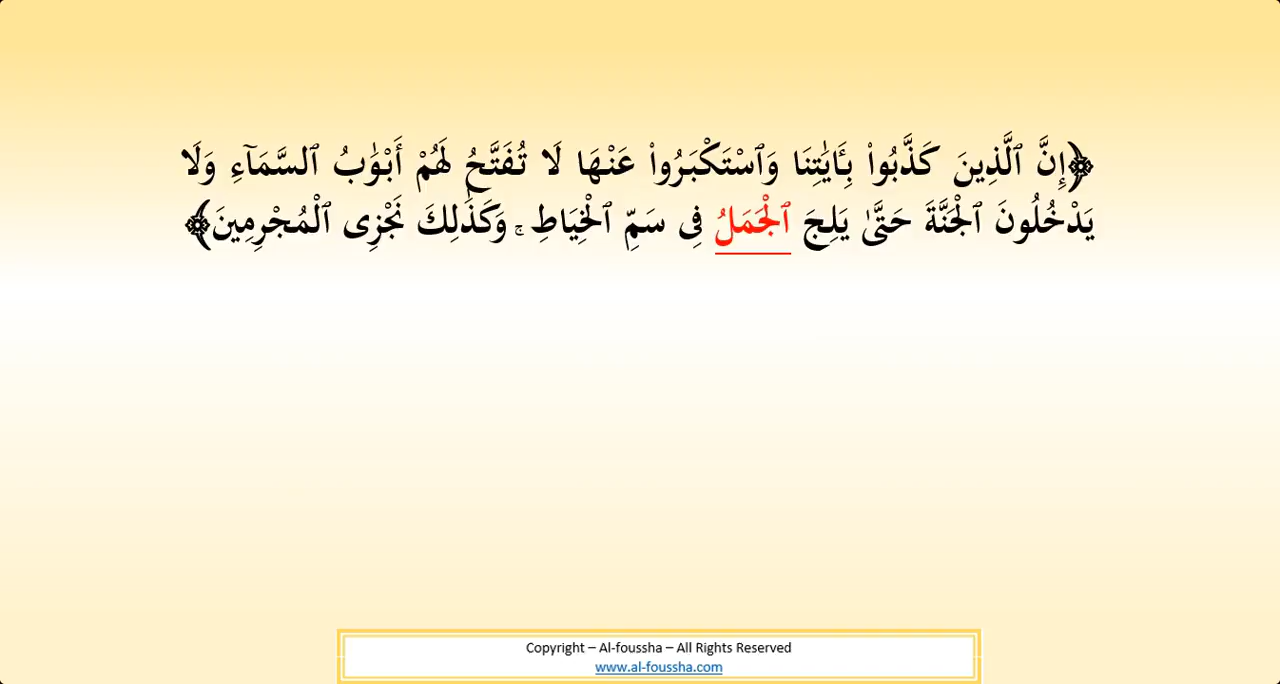 ﴿إِنَّ ٱلَّذِينَ كَذَّبُوا۟ بِـَٔايَٰتِنَا وَٱسْتَكْبَرُوا۟ عَنْهَا لَا تُفَتَّحُ لَهُمْ أَبْوَٰبُ ٱلسَّمَآءِ وَلَا
يَدْخُلُونَ ٱلْجَنَّةَ حَتَّىٰ يَلِجَ ٱلْجَمَلُ فِى سَمِّ ٱلْخِيَاطِ ۚ وَكَذَٰلِكَ نَجْزِى ٱلْمُجْرِمِينَ﴾
Copyright – Al-foussha – All Rights Reserved
www.al-foussha.com